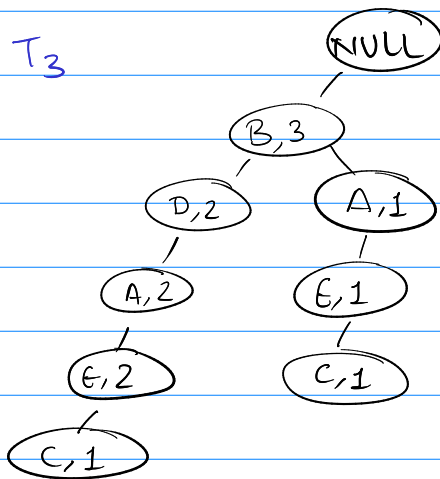 T3
NULL
B,3
D,2
A,1
A,2
E,1
E,2
C,1
C,1